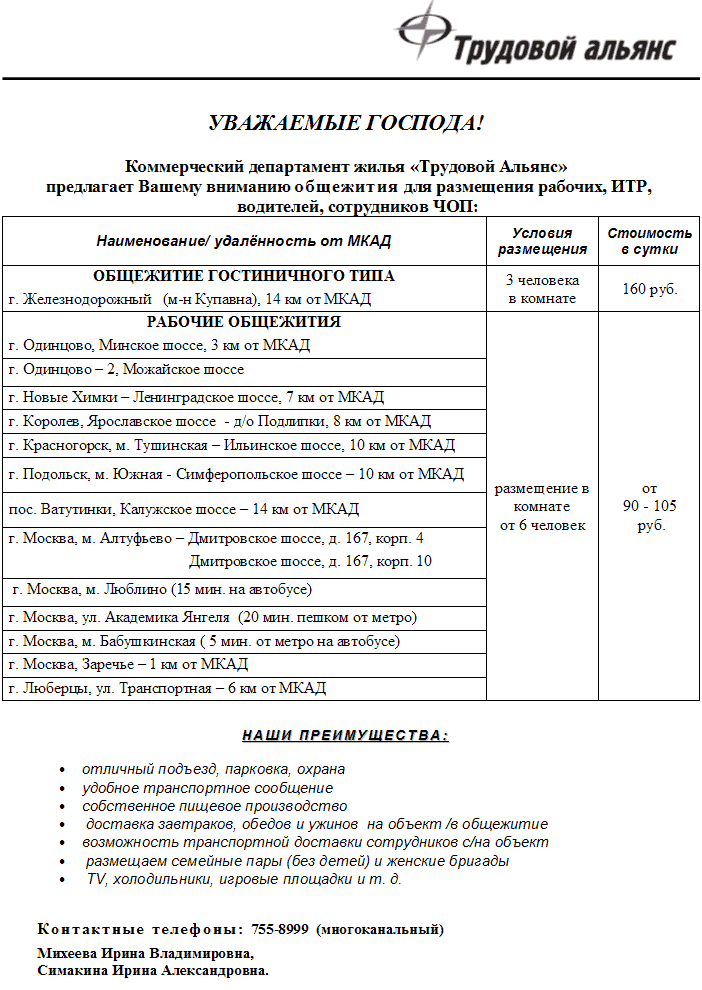 Трудовой альянс
УВАЖАЕМЫЕ ГОСПОДА!
Коммерческий департамент жилья «Трудовой Альянс»
предлагает Вашему вниманию общежития для размещения рабочих, ИТР,
водителей, сотрудников ЧОП:
Наименование/ удалённость от МКАД
Условия
размещения
Стоимость
в сутки
ОБЩЕЖИТИЕ ГОСТИНИЧНОГО ТИПА
г. Железнодорожный (м-н Купавна), 14 км от МКАД
3 человека
в комнате
160 руб.
РАБОЧИЕ ОБЩЕЖИТИЯ
г. Одинцово, Минское шоссе, 3 км от МКАД
г. Одинцово – 2, Можайское шоссе
г. Новые Химки – Ленинградское шоссе, 7 км от МКАД
г. Королев, Ярославское шоссе - д/о Подлипки, 8 км от МКАД
г. Красногорск, м. Тушинская – Ильинское шоссе, 10 км от МКАД
г. Подольск, м. Южная - Симферопольское шоссе – 10 км от МКАД
пос. Ватутинки, Калужское шоссе – 14 км от МКАД
г. Москва, м. Алтуфьево – Дмитровское шоссе, д. 167, корп. 4
Дмитровское шоссе, д. 167, корп. 10
г. Москва, м. Люблино (15 мин. на автобусе)
г. Москва, ул. Академика Янгеля (20 мин. пешком от метро)
г. Москва, м. Бабушкинская ( 5 мин. от метро на автобусе)
г. Москва, Заречье – 1 км от МКАД
г. Люберцы, ул. Транспортная – 6 км от МКАД
размещение в
комнате
от 6 человек
от
90 - 105
руб.
НАШИ ПРЕИМУЩЕСТВА:
• отличный подъезд, парковка, охрана
• удобное транспортное сообщение
• собственное пищевое производство
• доставка завтраков, обедов и ужинов на объект /в общежитие
• возможность транспортной доставки сотрудников с/на объект
• размещаем семейные пары (без детей) и женские бригады
• TV, холодильники, игровые площадки и т. д.
Контактные телефоны: 755-8999 (многоканальный)
Михеева Ирина Владимировна,
Симакина Ирина Александровна.